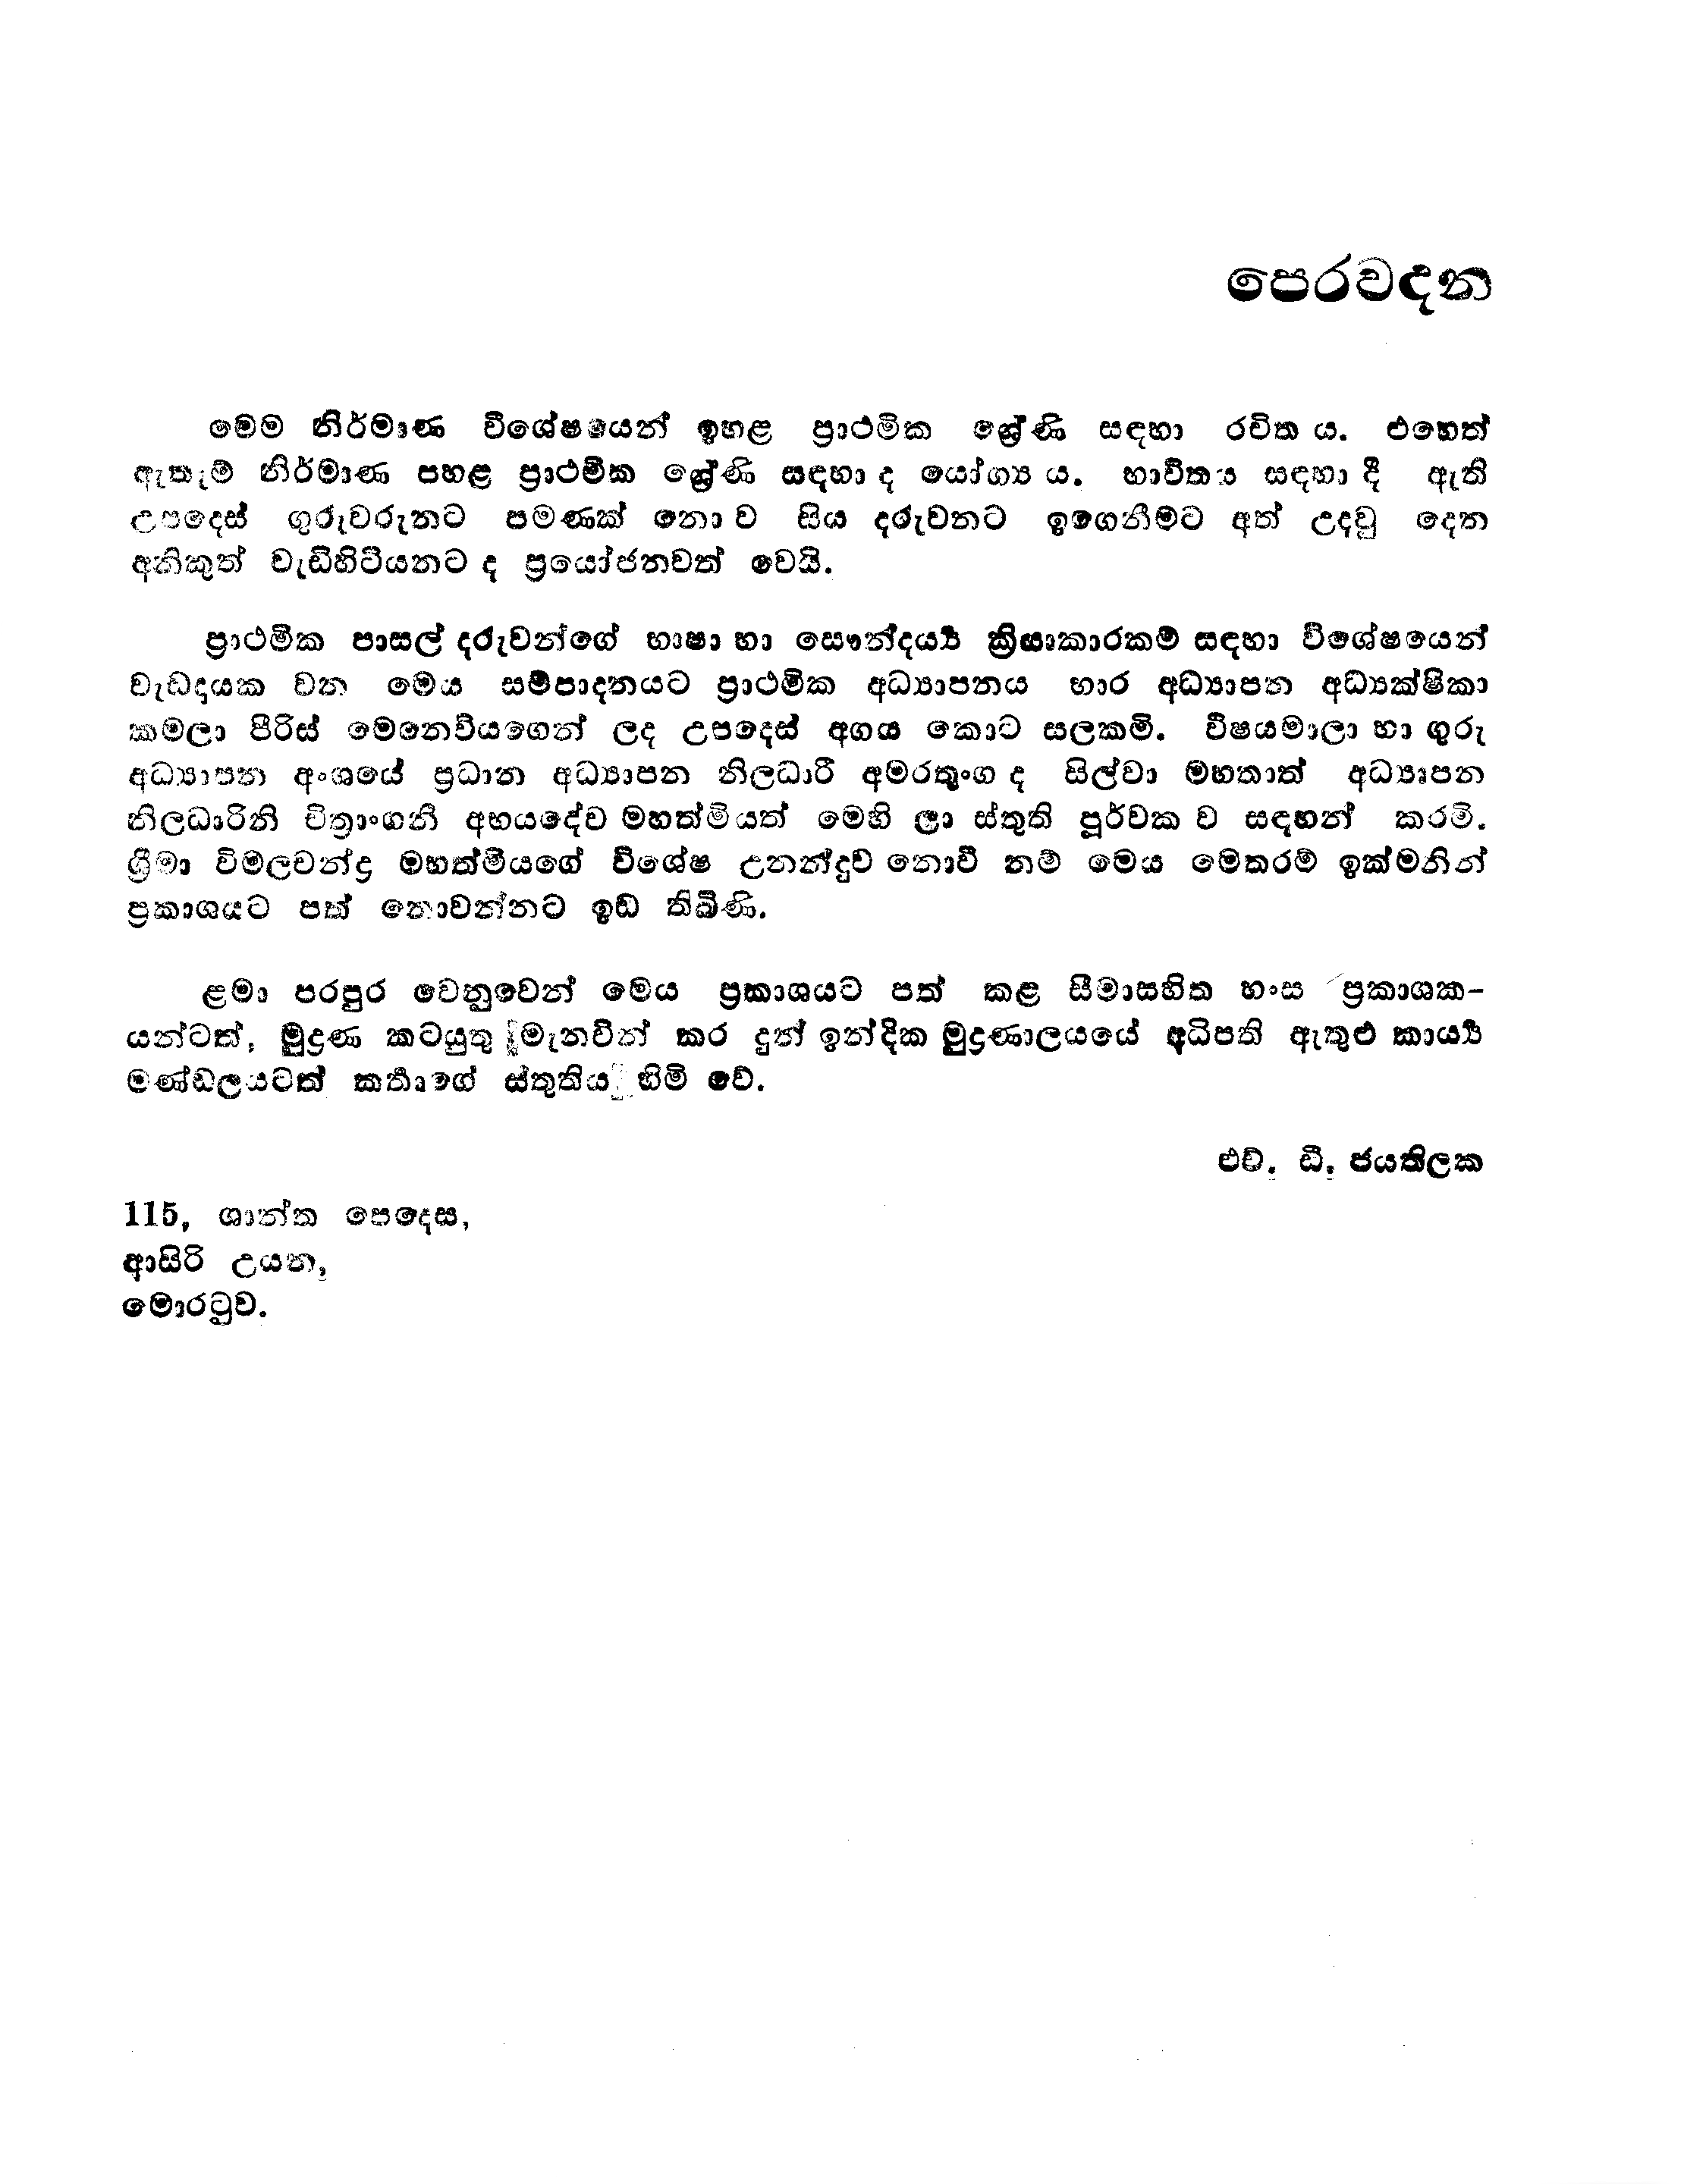 පෙරවදන
මෙම නිර්මාණ විශේෂයෙන් ඉහළ ප්‍රාථමික ශ්‍රේණි සඳහා රචිත ය. එහෙත්
ඇතැම් නිර්මාණ පහළ ප්‍රාථමික ශ්‍රේණි සඳහා ද යෝග්‍ය ය. භාවිතය සඳහා දී ඇති
උපදෙස් ගුරුවරුනට පමණක් නො ව සිය දරුවනට ඉගෙනීමට අත් උදවු දෙන
අනිකුත් වැඩිහිටියනට ද ප්‍රයෝජනවත් වෙයි.
ප්‍රාථමික පාසල් දරුවන්ගේ භාෂා හා සෞන්දර්ය්‍ය ක්‍රියාකාරකම් සඳහා විශේෂයෙන්
වැඩදායක වන මෙය සම්පාදනයට ප්‍රාථමික අධ්‍යාපනය භාර අධ්‍යාපන අධ්‍යක්ෂිකා
කමලා පීරිස් මෙනෙවියගෙන් ලද උපදෙස් අගය කොට සලකමි. විෂයමාලා හා ගුරු
අධ්‍යාපන අංශයේ ප්‍රධාන අධ්‍යාපන නිලධාරී අමරතුංග ද සිල්වා මහතාත් අධ්‍යාපන
නිලධාරිනි චිත්‍රාංගනී අභයදේව මහත්මියත් මෙහි ලා ස්තුති පූර්වක ව සඳහන් කරමි.
ශ්‍රීමා විමලචන්ද්‍ර මහත්මියගේ විශේෂ උනන්දුව නොවී නම් මෙය මෙතරම් ඉක්මනින්
ප්‍රකාශයට පත් නොවන්නට ඉඩ තිබිණි.
ළමා පරපුර වෙනුවෙන් මෙය ප්‍රකාශයට පත් කළ සීමාසහිත හංස ප්‍රකාශක-
යන්ටත්, මුද්‍රණ කටයුතු මැනවින් කර දුන් ඉන්දික මුද්‍රණාලයයේ අධිපති ඇතුළු කාර්ය්‍ය
මණ්ඩලයටත් කර්තෘගේ ස්තුතිය හිමි වේ.
එච්. ඩී. ජයතිලක
115, ශාන්ත පෙදෙස,
ආසිරි උයන,
මොරටුව.